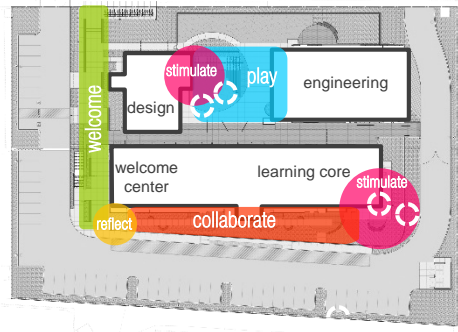 stimulate
play
engineering
design
welcome
welcome
center
learning core
stimulate
reflect
collaborate